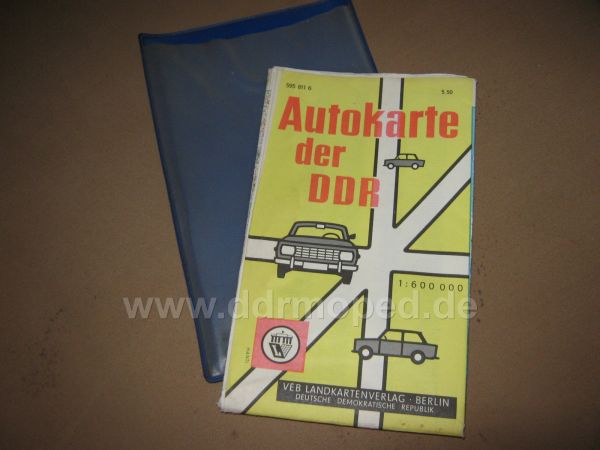 595 811 6
5.50
Autokarte
der
DDR
1:600 000
www.ddrmoped.de
VEB LANDKARTENVERLAG · BERLIN
DEUTSCHE DEMOKRATISCHE REPUBLIK